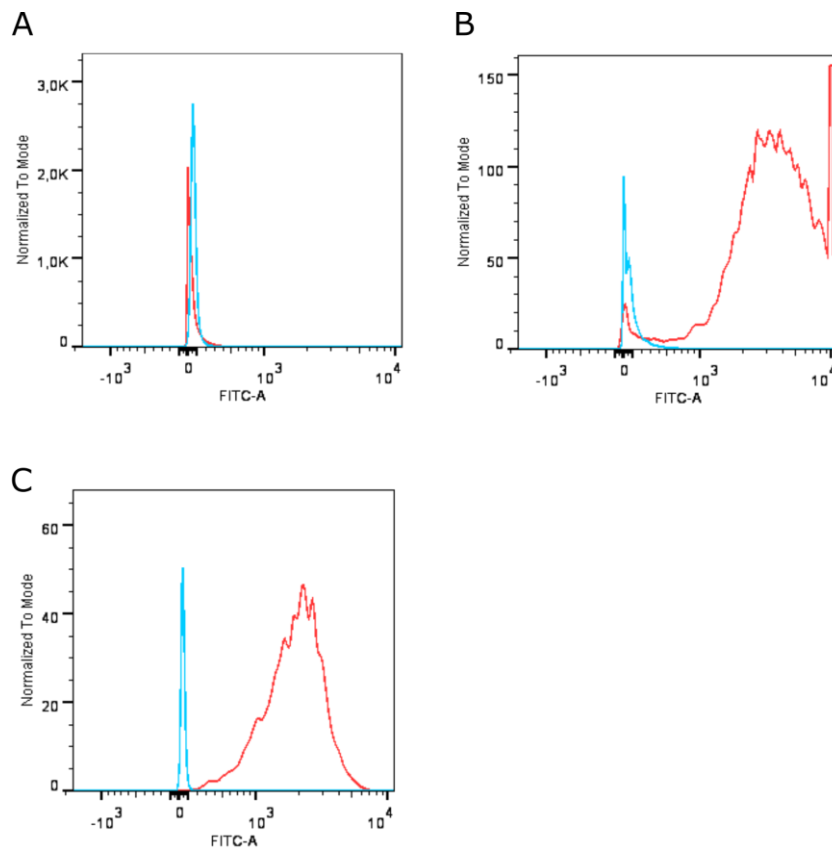 A
Normalized To Mode
3,0K
2,0K
1,0K
0
-10³ 0 10³ 10⁴
FITC-A
B
Normalized To Mode
150
100
50
0
-10³ 0 10³ 10⁴
FITC-A
C
Normalized To Mode
60
40
20
0
-10³ 0 10³ 10⁴
FITC-A